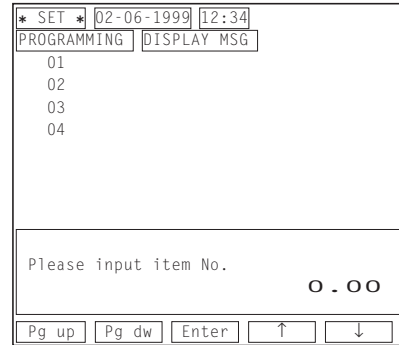 * SET * 02-06-1999 12:34
PROGRAMMING DISPLAY MSG
01
02
03
04
Please input item No.
0.00
Pg up Pg dw Enter ↑ ↓